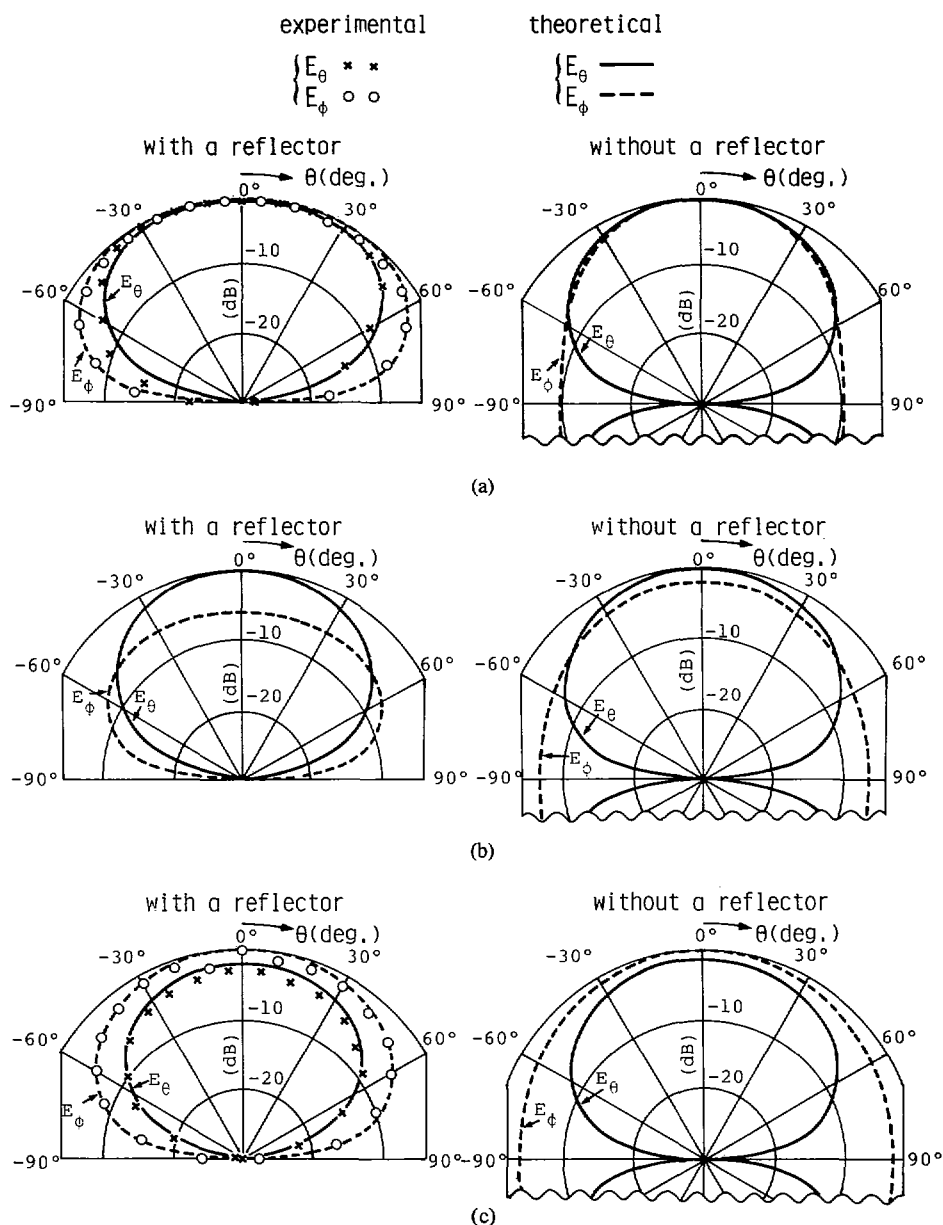 experimental theoretical
{ Eθ × × { Eθ
{ Eϕ ○ ○ { Eϕ
with a reflector without a reflector
θ(deg.) θ(deg.)
-30° 0° 30° -30° 0° 30°
-10 -10
Eθ
-60° (dB) 60° -60° (dB) 60°
-20 -20
Eθ
Eϕ Eϕ
-90° 90° -90° 90°
(a)
with a reflector without a reflector
θ(deg.) θ(deg.)
-30° 0° 30° -30° 0° 30°
-10 -10
-60° (dB) 60° -60° (dB) 60°
Eϕ Eθ -20 -20
Eθ
Eϕ
-90° 90° -90° 90°
(b)
with a reflector without a reflector
θ(deg.) θ(deg.)
-30° 0° 30° -30° 0° 30°
-10 -10
-60° (dB) 60° -60° (dB) 60°
Eθ -20 Eθ -20
Eϕ Eϕ
-90° 90° -90° 90°
(c)